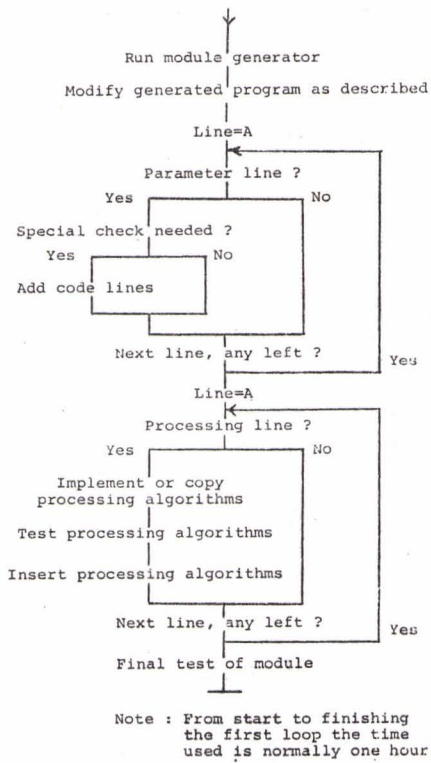 Run module generator
Modify generated program as described
Line=A
Parameter line ?
Yes No
Special check needed ?
Yes No
Add code lines
Next line, any left ?
Yes
Line=A
Processing line ?
Yes No
Implement or copy
processing algorithms
Test processing algorithms
Insert processing algorithms
Next line, any left ?
Yes
Final test of module
Note : From start to finishing
the first loop the time
used is normally one hour